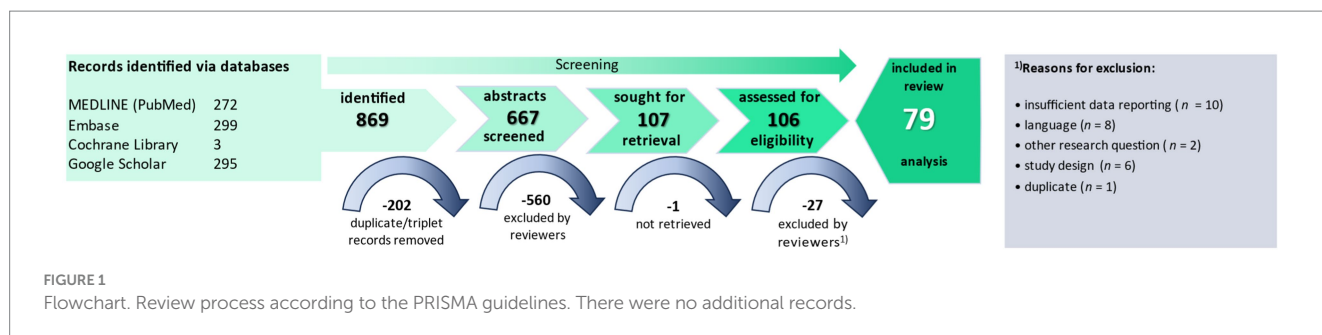 Records identified via databases
MEDLINE (PubMed) 272
Embase 299
Cochrane Library 3
Google Scholar 295
Screening
identified
869
abstracts
667
screened
sought for
107
retrieval
assessed for
106
eligibility
included in
review
79
analysis
-202
duplicate/triplet
records removed
-560
excluded by
reviewers
-1
not retrieved
-27
excluded by
reviewers1)
1)Reasons for exclusion:
• insufficient data reporting ( n = 10)
• language (n = 8)
• other research question ( n = 2)
• study design (n = 6)
• duplicate (n = 1)
FIGURE 1
Flowchart. Review process according to the PRISMA guidelines. There were no additional records.